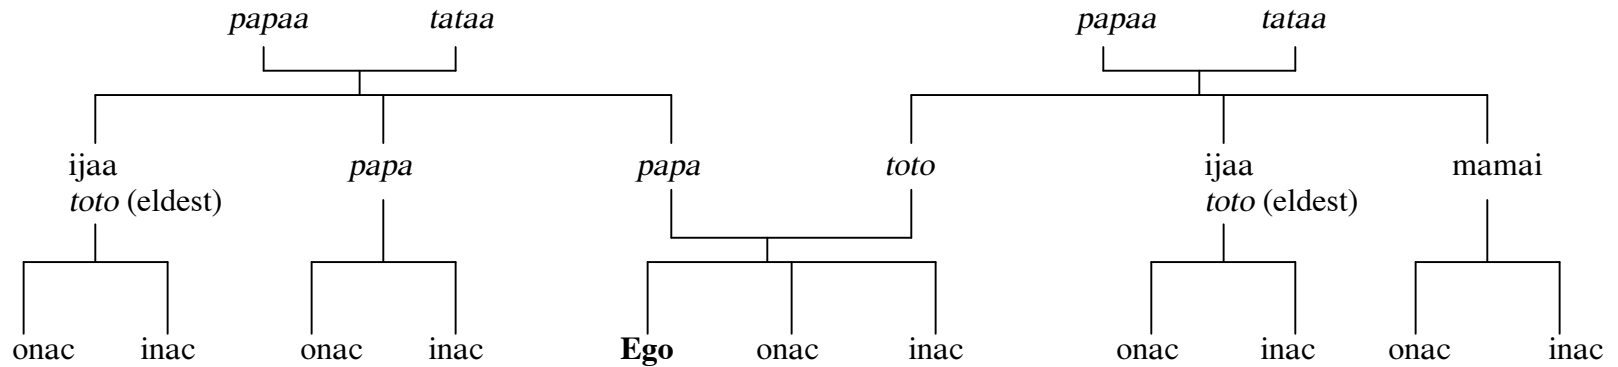 papaa tataa papaa tataa
ijaa papa papa toto ijaa mamai
toto (eldest) toto (eldest)
onac inac onac inac Ego onac inac onac inac onac inac